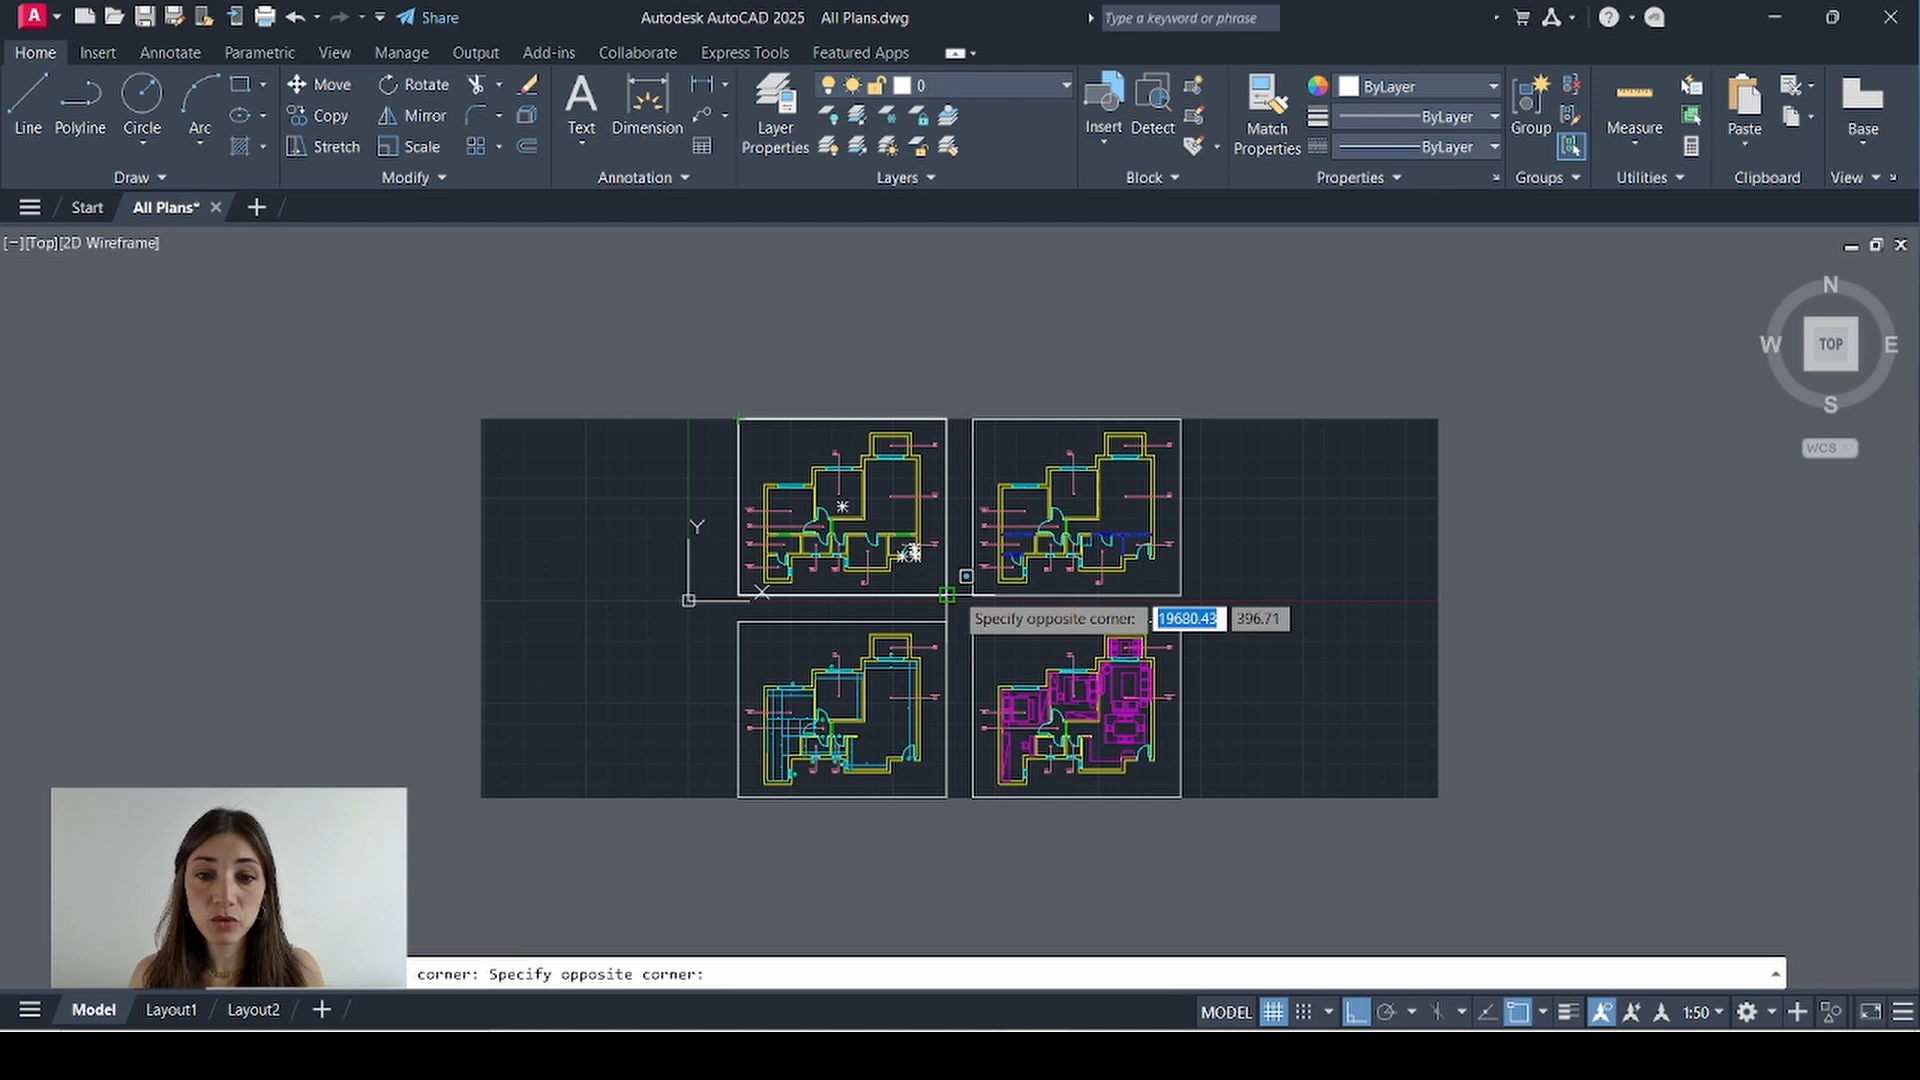 A Share Autodesk AutoCAD 2025 All Plans.dwg Type a keyword or phrase
Home Insert Annotate Parametric View Manage Output Add-ins Collaborate Express Tools Featured Apps
Line Polyline Circle Arc
Move Rotate
Copy Mirror
Stretch Scale
Text Dimension
Layer Properties
0
Insert Detect
Match Properties
ByLayer
ByLayer
ByLayer
Group Measure Paste Base
Draw Modify Annotation Layers Block Properties Groups Utilities Clipboard View
Start All Plans*
[−][Top][2D Wireframe]
N
W TOP E
S
WCS
Y
X
Specify opposite corner: 19680.43 396.71
corner: Specify opposite corner:
Model Layout1 Layout2 MODEL 1:50